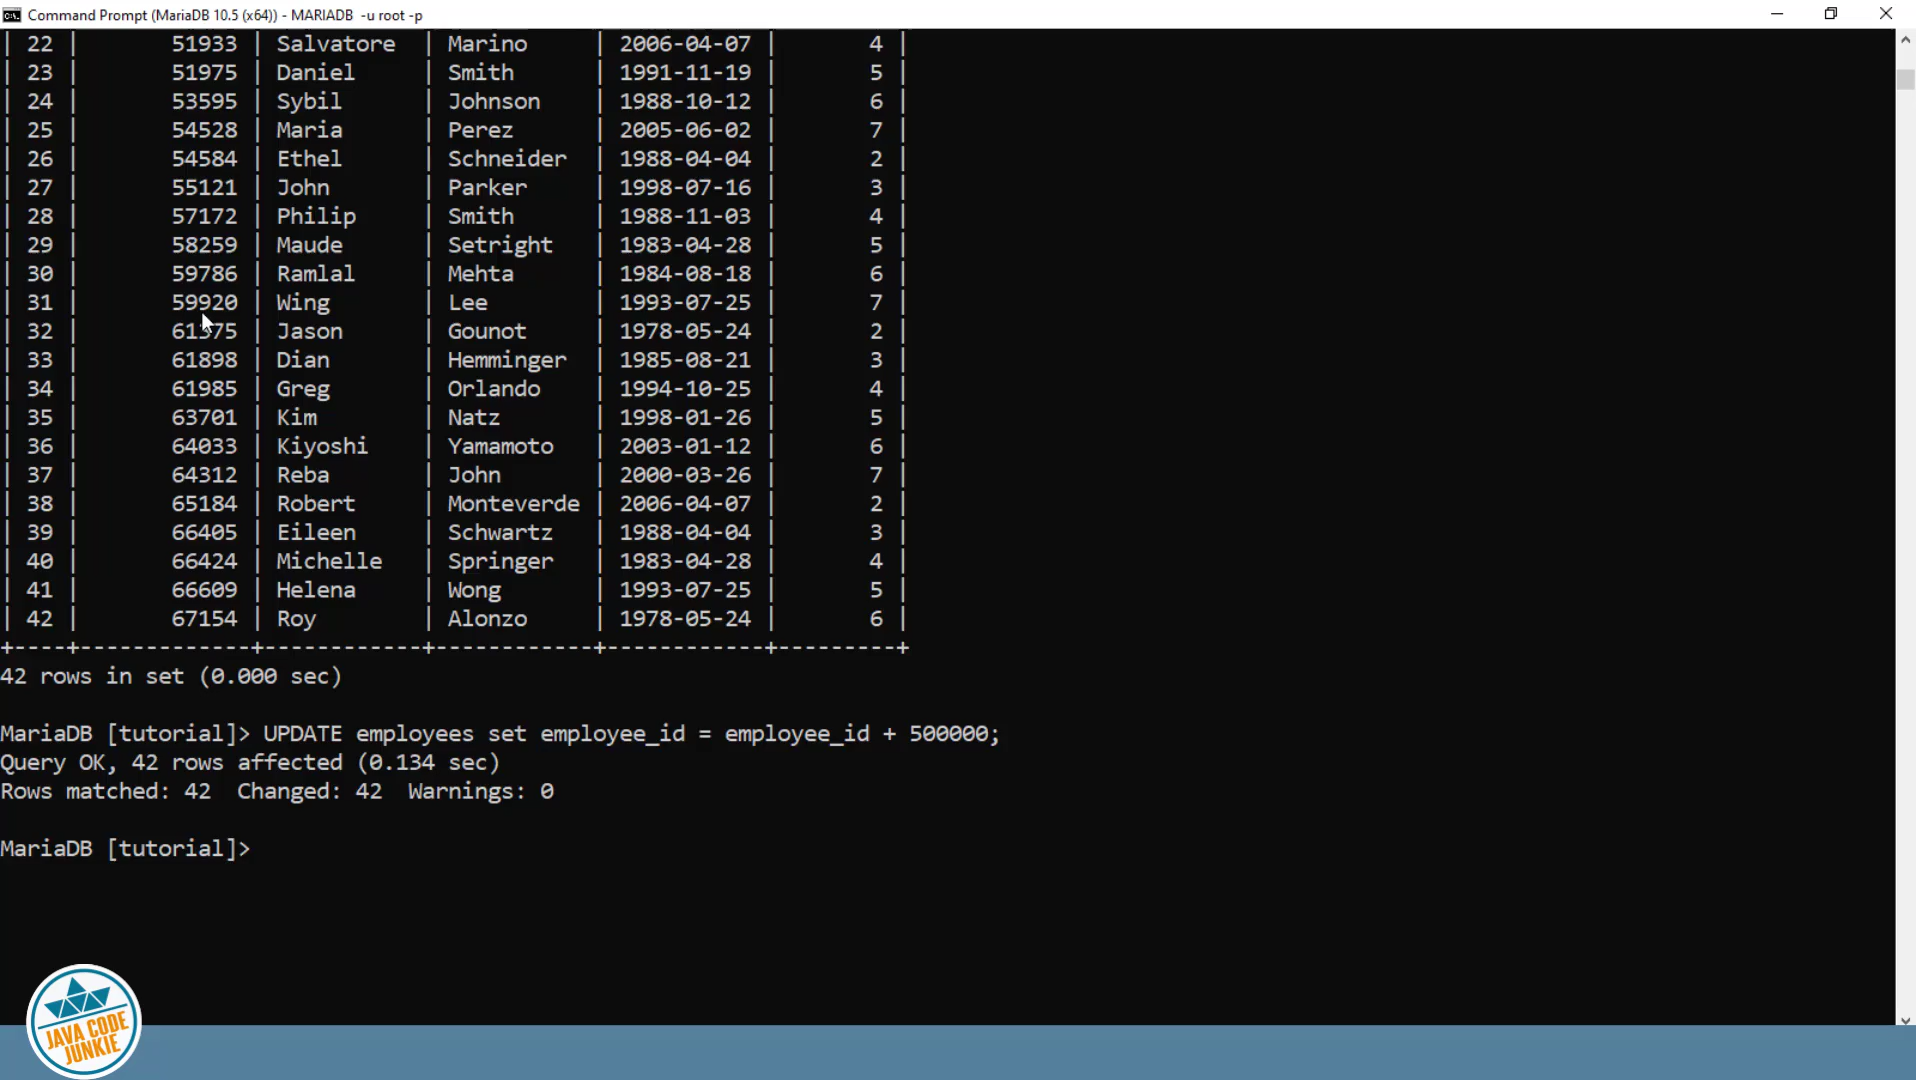 Command Prompt (MariaDB 10.5 (x64)) - MARIADB -u root -p
| 22 | 51933 | Salvatore | Marino | 2006-04-07 | 4 |
| 23 | 51975 | Daniel | Smith | 1991-11-19 | 5 |
| 24 | 53595 | Sybil | Johnson | 1988-10-12 | 6 |
| 25 | 54528 | Maria | Perez | 2005-06-02 | 7 |
| 26 | 54584 | Ethel | Schneider | 1988-04-04 | 2 |
| 27 | 55121 | John | Parker | 1998-07-16 | 3 |
| 28 | 57172 | Philip | Smith | 1988-11-03 | 4 |
| 29 | 58259 | Maude | Setright | 1983-04-28 | 5 |
| 30 | 59786 | Ramlal | Mehta | 1984-08-18 | 6 |
| 31 | 59920 | Wing | Lee | 1993-07-25 | 7 |
| 32 | | Jason | Gounot | 1978-05-24 | 2 |
| 33 | 61898 | Dian | Hemminger | 1985-08-21 | 3 |
| 34 | 61985 | Greg | Orlando | 1994-10-25 | 4 |
| 35 | 63701 | Kim | Natz | 1998-01-26 | 5 |
| 36 | 64033 | Kiyoshi | Yamamoto | 2003-01-12 | 6 |
| 37 | 64312 | Reba | John | 2000-03-26 | 7 |
| 38 | 65184 | Robert | Monteverde | 2006-04-07 | 2 |
| 39 | 66405 | Eileen | Schwartz | 1988-04-04 | 3 |
| 40 | 66424 | Michelle | Springer | 1983-04-28 | 4 |
| 41 | 66609 | Helena | Wong | 1993-07-25 | 5 |
| 42 | 67154 | Roy | Alonzo | 1978-05-24 | 6 |
+----+-------------+------------+------------+------------+---------+
42 rows in set (0.000 sec)
MariaDB [tutorial]> UPDATE employees set employee_id = employee_id + 500000;
Query OK, 42 rows affected (0.134 sec)
Rows matched: 42  Changed: 42  Warnings: 0
MariaDB [tutorial]>
JAVA CODE
JUNKIE